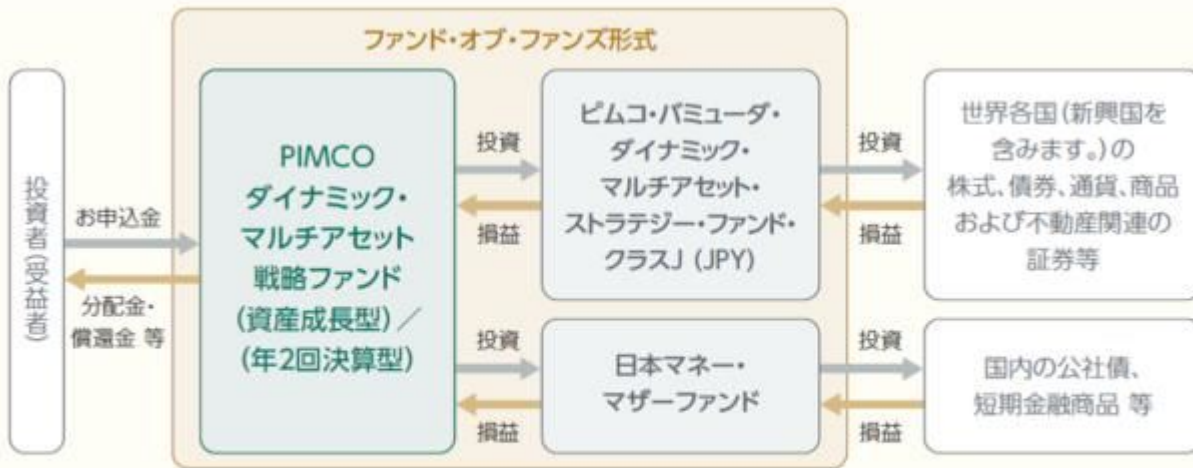 ファンド・オブ・ファンズ形式
投資者(受益者)
お申込金
分配金・
償還金 等
PIMCO
ダイナミック・
マルチアセット
戦略ファンド
(資産成長型)/
(年2回決算型)
投資
損益
投資
損益
ピムコ・バミューダ・
ダイナミック・
マルチアセット・
ストラテジー・ファンド・
クラスJ (JPY)
日本マネー・
マザーファンド
投資
損益
投資
損益
世界各国(新興国を
含みます。)の
株式、債券、通貨、商品
および不動産関連の
証券等
国内の公社債、
短期金融商品 等